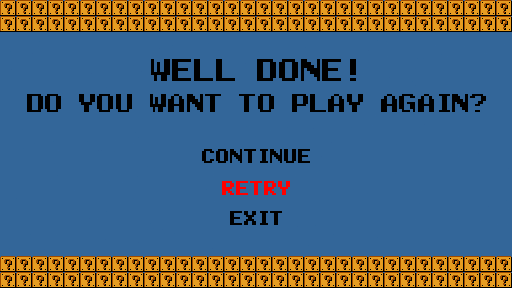 WELL DONE!
DO YOU WANT TO PLAY AGAIN?
CONTINUE
RETRY
EXIT